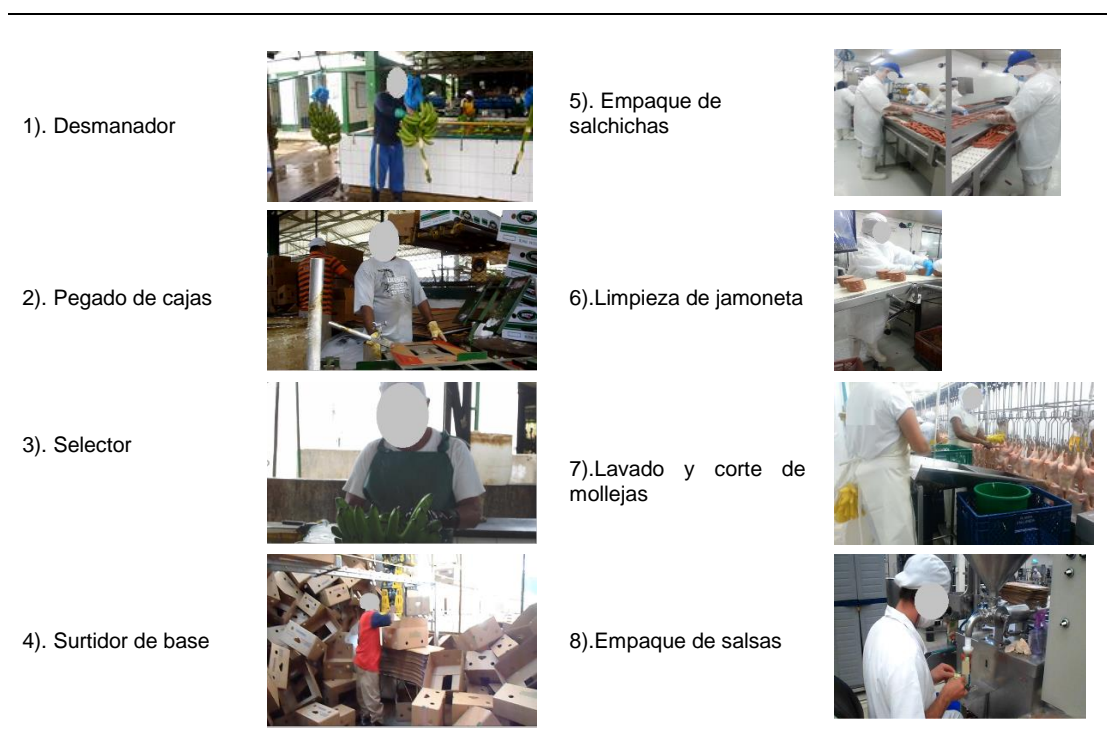 1). Desmanador
2). Pegado de cajas
3). Selector
4). Surtidor de base
5). Empaque de
salchichas
6).Limpieza de jamoneta
7).Lavado y corte de
mollejas
8).Empaque de salsas